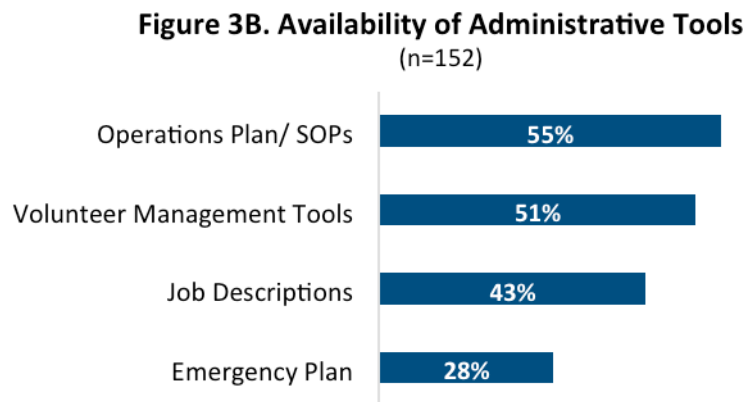 Figure 3B. Availability of Administrative Tools
(n=152)
Operations Plan/ SOPs 55%
Volunteer Management Tools 51%
Job Descriptions 43%
Emergency Plan 28%